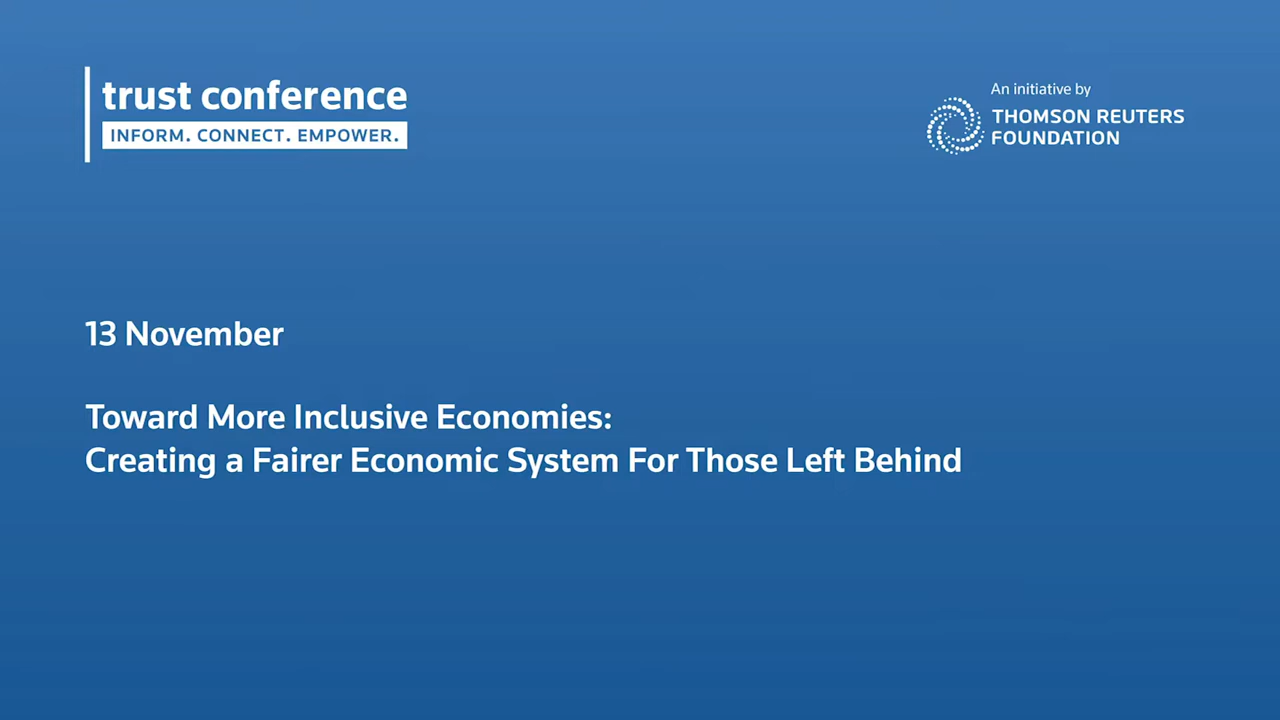 trust conference
INFORM. CONNECT. EMPOWER.
An initiative by
THOMSON REUTERS
FOUNDATION
13 November
Toward More Inclusive Economies:
Creating a Fairer Economic System For Those Left Behind